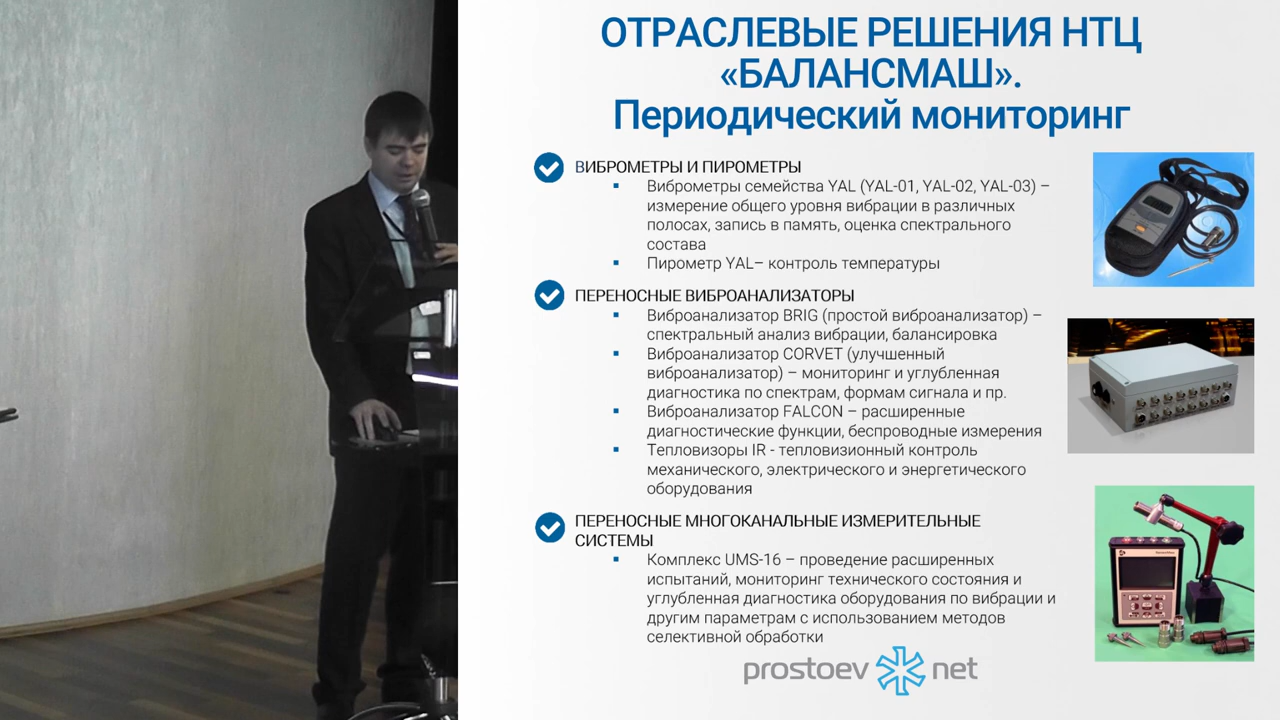 ОТРАСЛЕВЫЕ РЕШЕНИЯ НТЦ
«БАЛАНСМАШ».
Периодический мониторинг
ВИБРОМЕТРЫ И ПИРОМЕТРЫ
Виброметры семейства YAL (YAL-01, YAL-02, YAL-03) –
измерение общего уровня вибрации в различных
полосах, запись в память, оценка спектрального
состава
Пирометр YAL– контроль температуры
ПЕРЕНОСНЫЕ ВИБРОАНАЛИЗАТОРЫ
Виброанализатор BRIG (простой виброанализатор) –
спектральный анализ вибрации, балансировка
Виброанализатор CORVET (улучшенный
виброанализатор) – мониторинг и углубленная
диагностика по спектрам, формам сигнала и пр.
Виброанализатор FALCON – расширенные
диагностические функции, беспроводные измерения
Тепловизоры IR - тепловизионный контроль
механического, электрического и энергетического
оборудования
ПЕРЕНОСНЫЕ МНОГОКАНАЛЬНЫЕ ИЗМЕРИТЕЛЬНЫЕ
СИСТЕМЫ
Комплекс UMS-16 – проведение расширенных
испытаний, мониторинг технического состояния и
углубленная диагностика оборудования по вибрации и
другим параметрам с использованием методов
селективной обработки
prostoev net